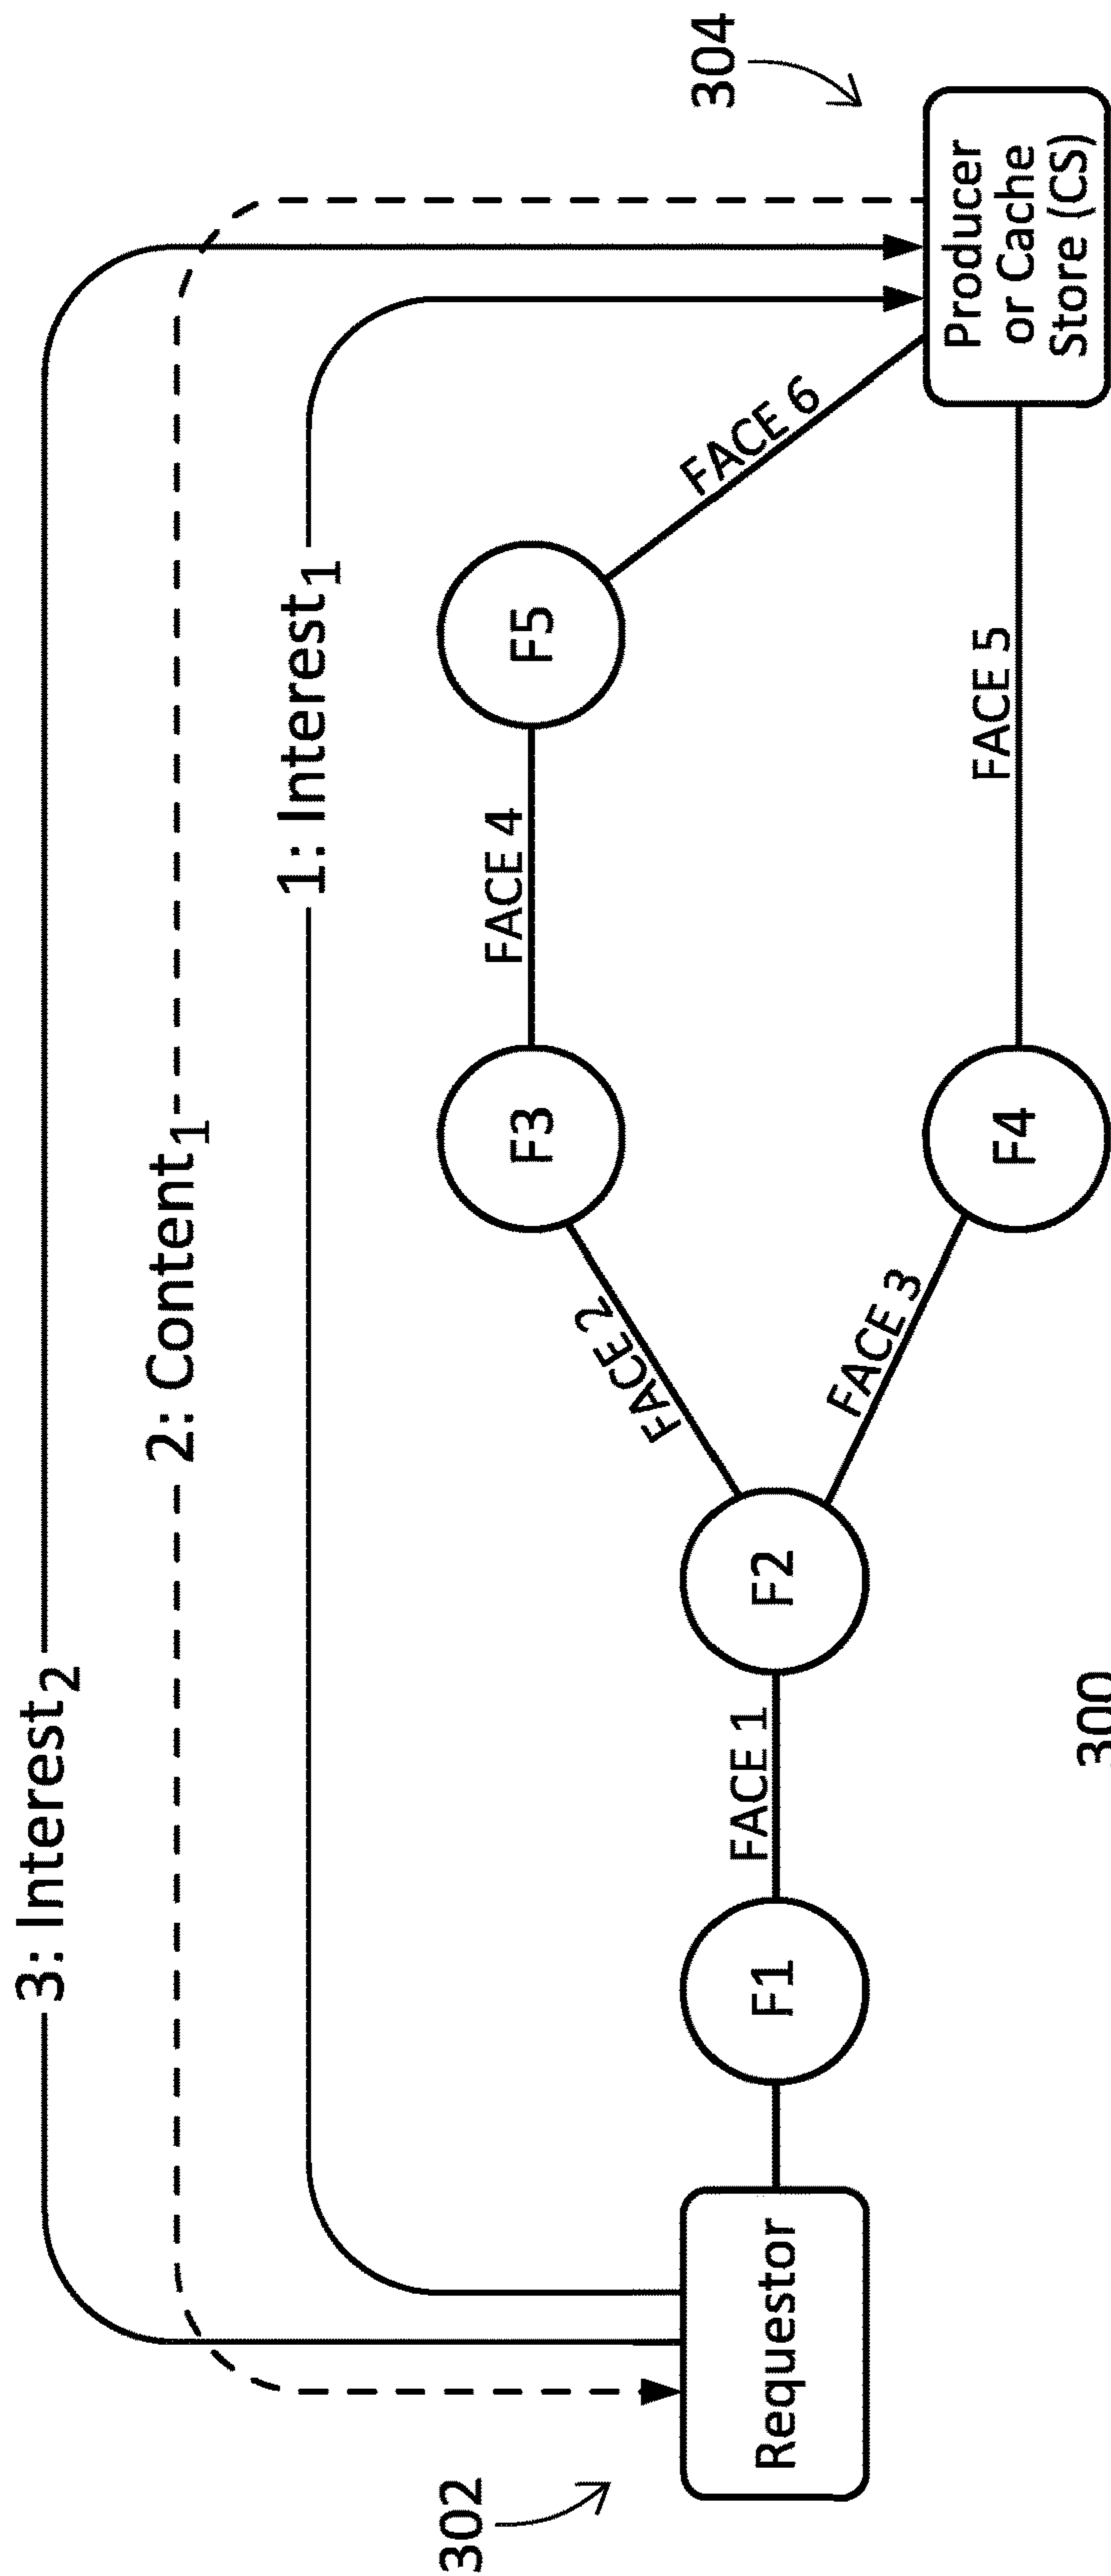 3: Interest2
2: Content1
1: Interest1
302
304
Requestor
F1
FACE 1
F2
FACE 2
FACE 3
F3
F4
FACE 4
FACE 5
F5
FACE 6
Producer
or Cache
Store (CS)
300